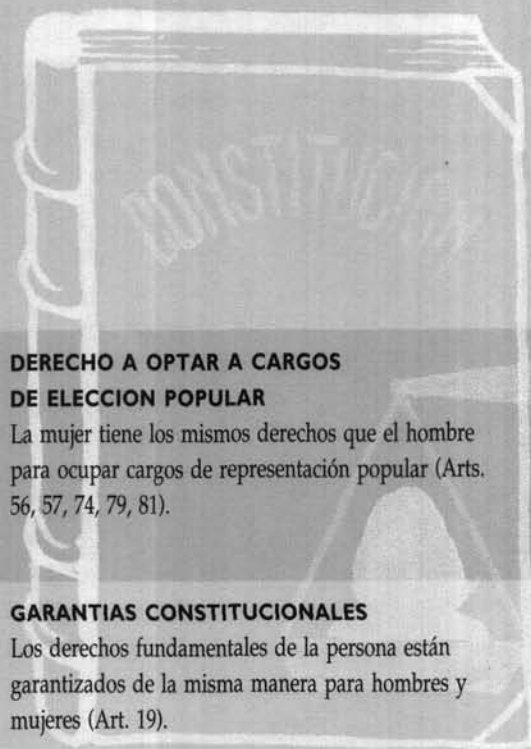 CONSTITUCION
DERECHO A OPTAR A CARGOS
DE ELECCION POPULAR
La mujer tiene los mismos derechos que el hombre
para ocupar cargos de representación popular (Arts.
56, 57, 74, 79, 81).
GARANTIAS CONSTITUCIONALES
Los derechos fundamentales de la persona están
garantizados de la misma manera para hombres y
mujeres (Art. 19).